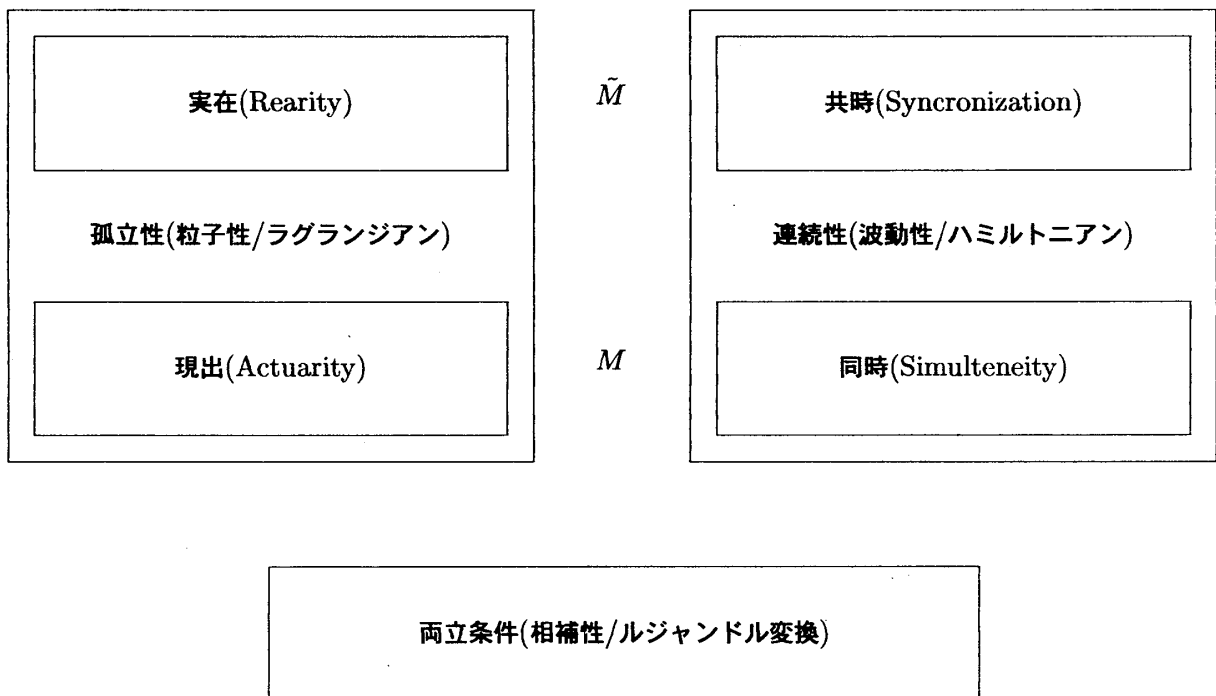 実在(Rearity)
M̃
共時(Syncronization)
孤立性(粒子性/ラグランジアン)
連続性(波動性/ハミルトニアン)
現出(Actuarity)
M
同時(Simulteneity)
両立条件(相補性/ルジャンドル変換)